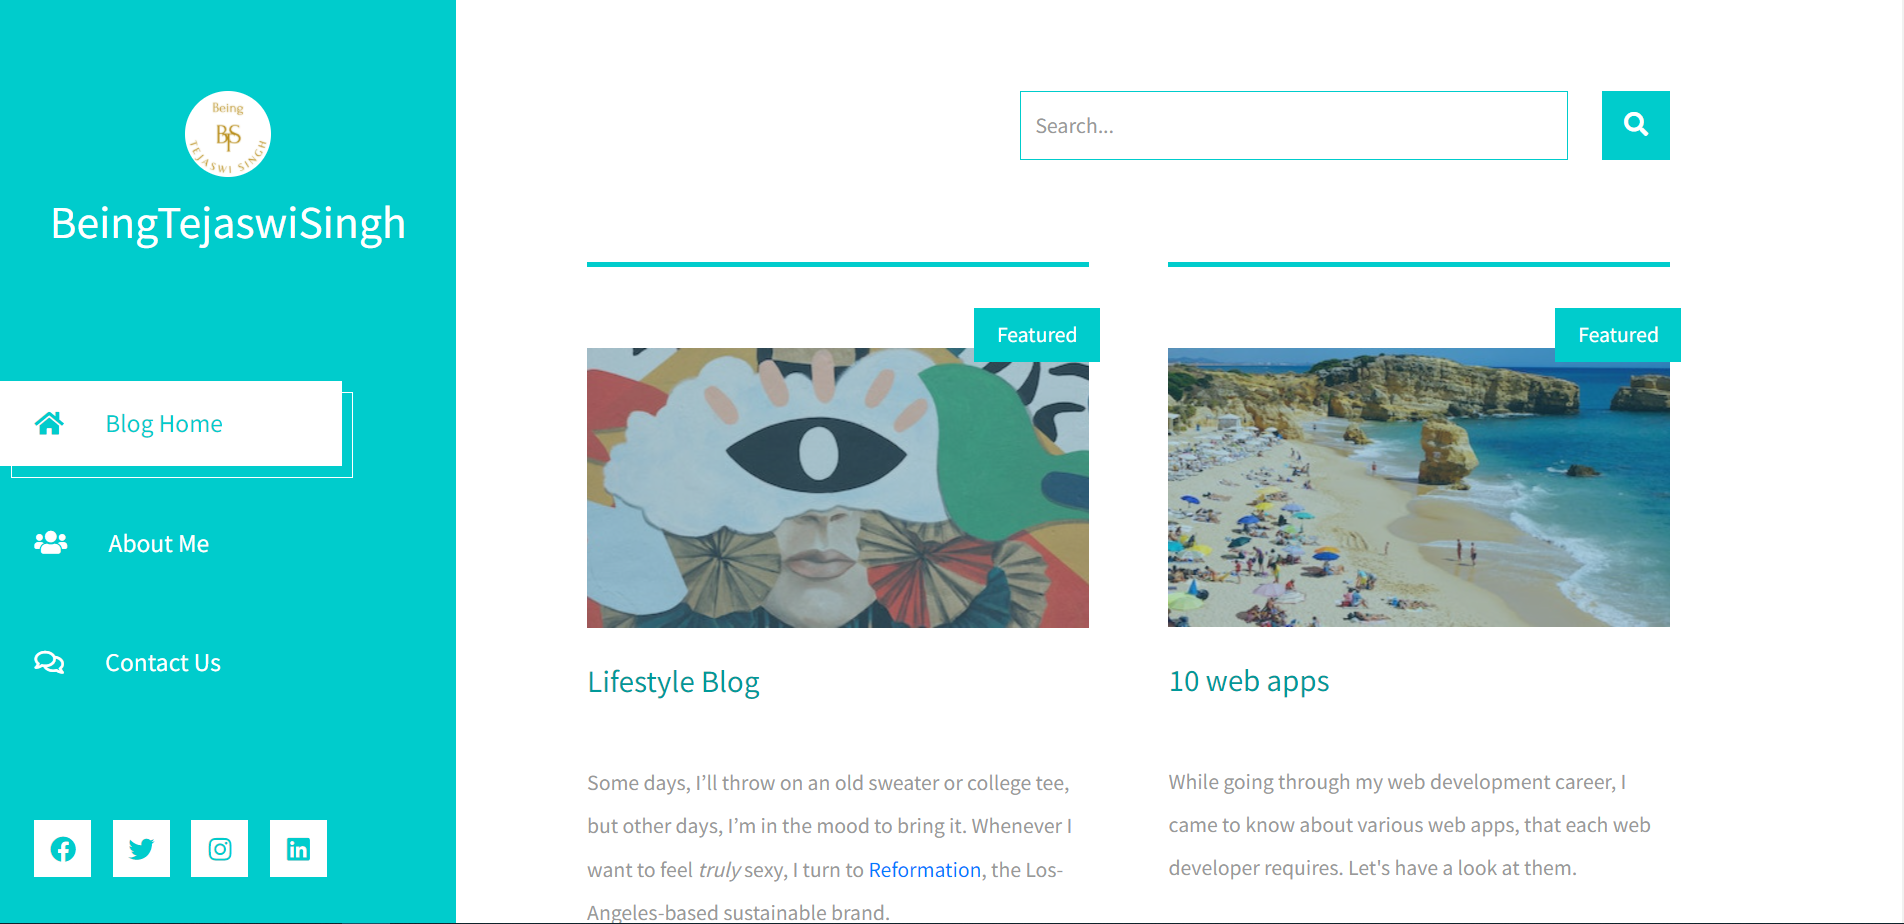 Being
BPS
TEJASWI SINGH
BeingTejaswiSingh
Blog Home
About Me
Contact Us
Search...
Featured
Lifestyle Blog
Some days, I’ll throw on an old sweater or college tee,
but other days, I’m in the mood to bring it. Whenever I
want to feel truly sexy, I turn to Reformation, the Los-
Angeles-based sustainable brand.
Featured
10 web apps
While going through my web development career, I
came to know about various web apps, that each web
developer requires. Let's have a look at them.